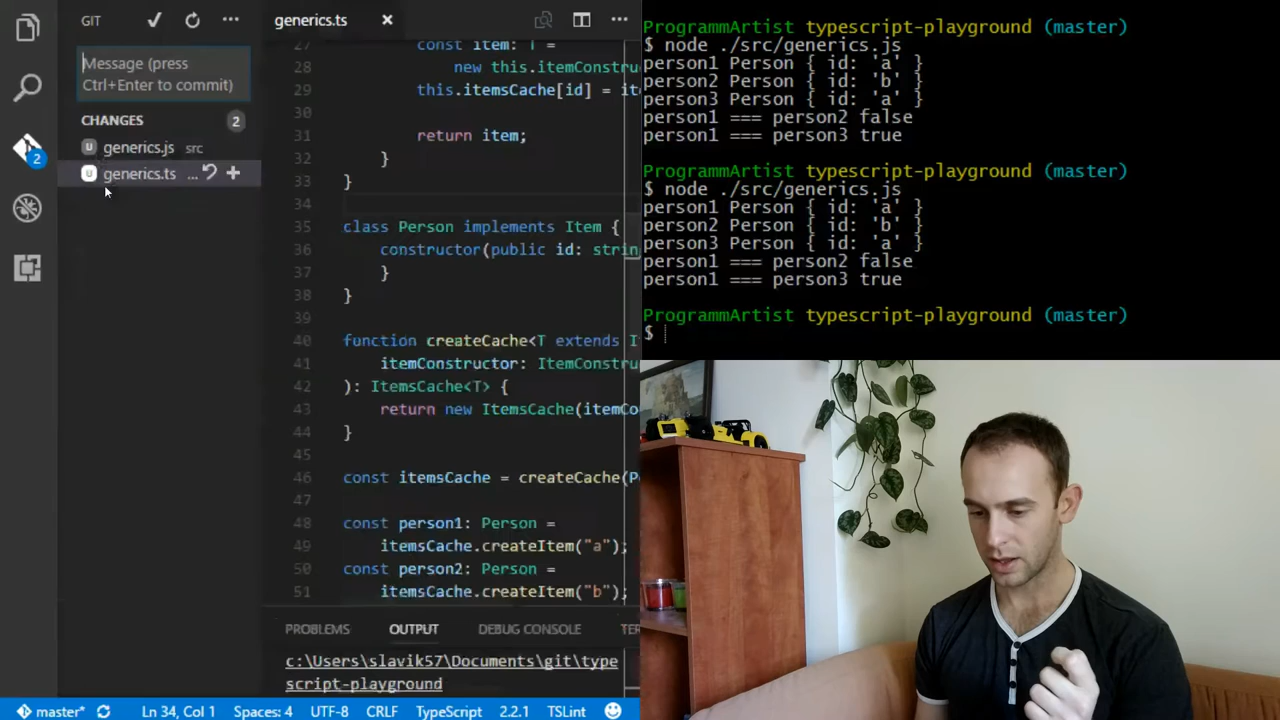 GIT
Message (press
Ctrl+Enter to commit)
CHANGES 2
generics.js src
generics.ts ...
2
generics.ts
27 const item: T =
28 new this.itemConstru
29 this.itemsCache[id] = it
30
31 return item;
32 }
33 }
34
35 class Person implements Item {
36 constructor(public id: strin
37 }
38 }
39
40 function createCache<T extends I
41 itemConstructor: ItemConstr
42 ): ItemsCache<T> {
43 return new ItemsCache(itemCo
44 }
45
46 const itemsCache = createCache(P
47
48 const person1: Person =
49 itemsCache.createItem("a");
50 const person2: Person =
51 itemsCache.createItem("b");
PROBLEMS OUTPUT DEBUG CONSOLE TE
c:\Users\slavik57\Documents\git\type
script-playground
master* Ln 34, Col 1 Spaces: 4 UTF-8 CRLF TypeScript 2.2.1 TSLint
ProgrammArtist typescript-playground (master)
$ node ./src/generics.js
person1 Person { id: 'a' }
person2 Person { id: 'b' }
person3 Person { id: 'a' }
person1 === person2 false
person1 === person3 true
ProgrammArtist typescript-playground (master)
$ node ./src/generics.js
person1 Person { id: 'a' }
person2 Person { id: 'b' }
person3 Person { id: 'a' }
person1 === person2 false
person1 === person3 true
ProgrammArtist typescript-playground (master)
$